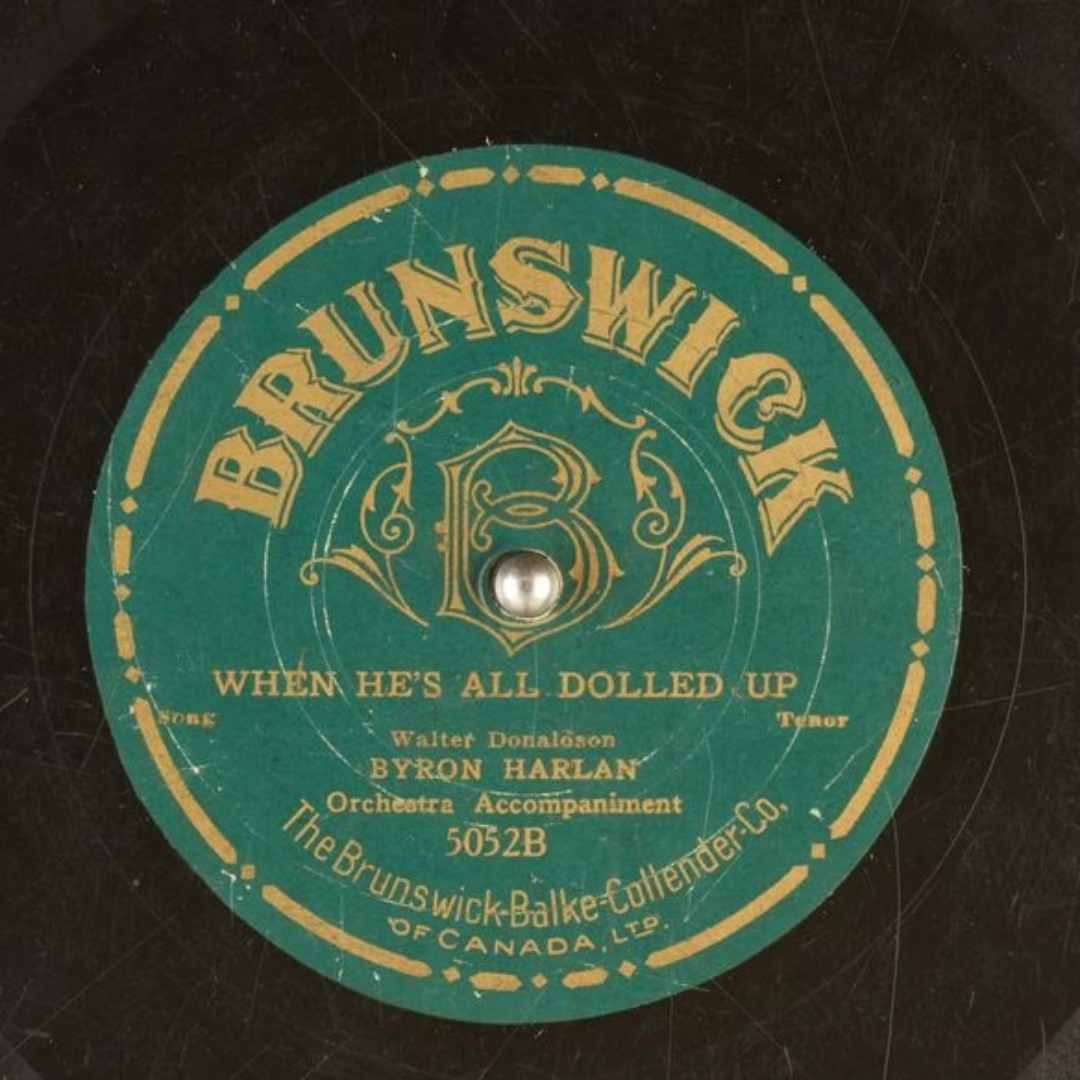 BRUNSWICK
B
WHEN HE'S ALL DOLLED UP
Song Tenor
Walter Donaldson
BYRON HARLAN
Orchestra Accompaniment
5052B
The Brunswick-Balke-Collender-Co,
OF CANADA, LTD.